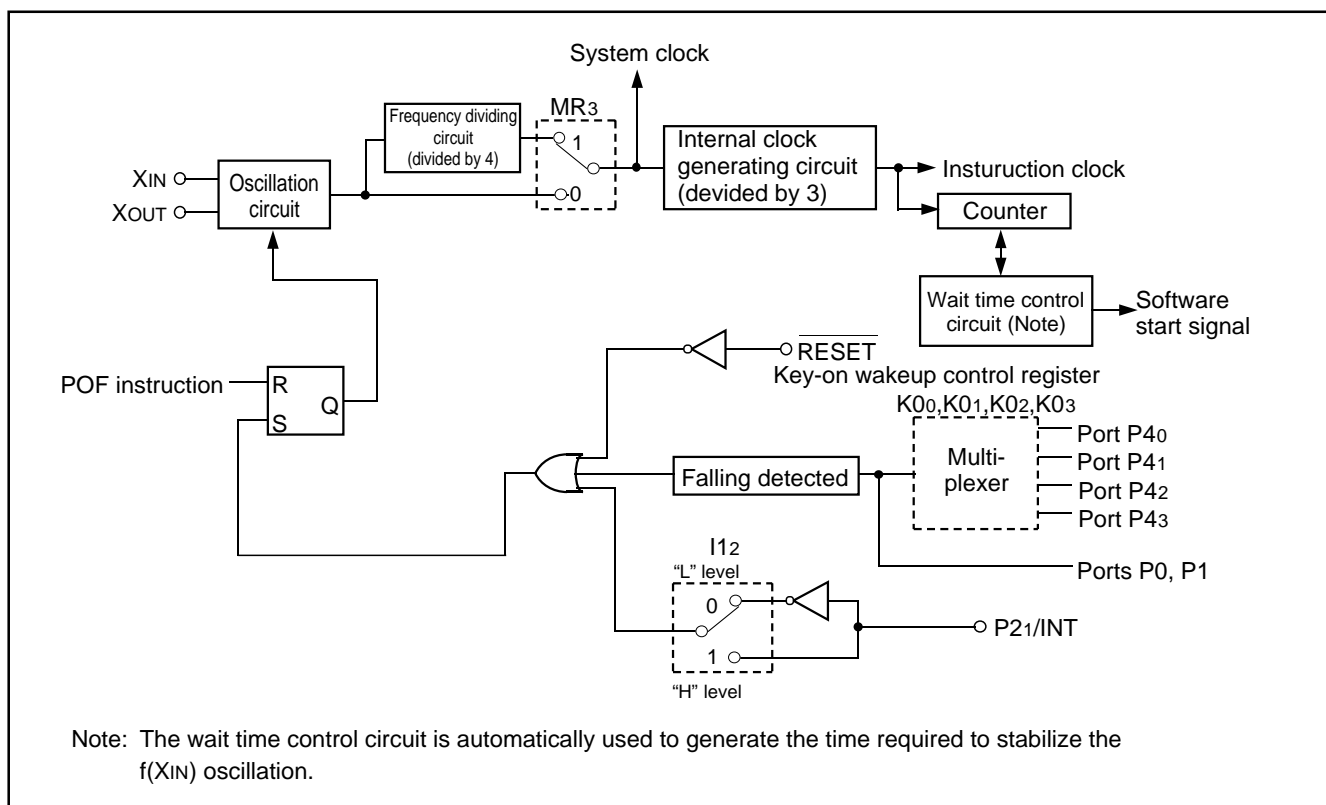 System clock
MR3
Frequency dividing
circuit
(divided by 4)
1
0
Internal clock
generating circuit
(devided by 3)
Insturuction clock
Counter
XIN
XOUT
Oscillation
circuit
Wait time control
circuit (Note)
Software
start signal
RESET
Key-on wakeup control register
K00,K01,K02,K03
POF instruction
R
S
Q
Multi-
plexer
Port P40
Port P41
Port P42
Port P43
Falling detected
Ports P0, P1
I12
“L” level
0
1
“H” level
P21/INT
Note: The wait time control circuit is automatically used to generate the time required to stabilize the
f(XIN) oscillation.